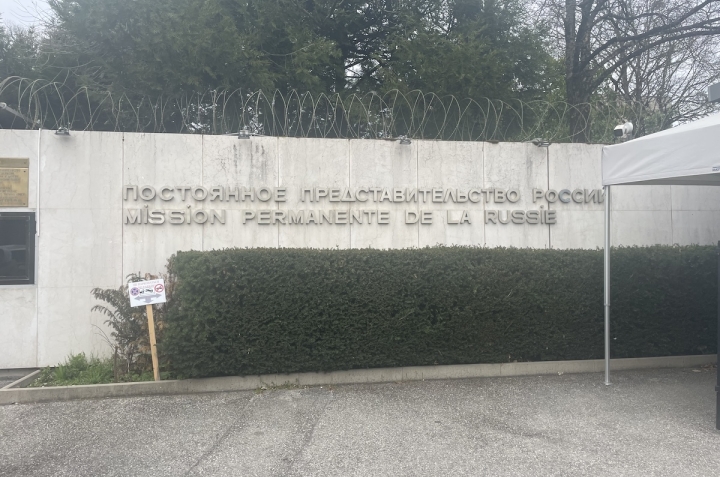 ПОСТОЯННОЕ ПРЕДСТАВИТЕЛЬСТВО РОССИИ
MISSION PERMANENTE DE LA RUSSIE